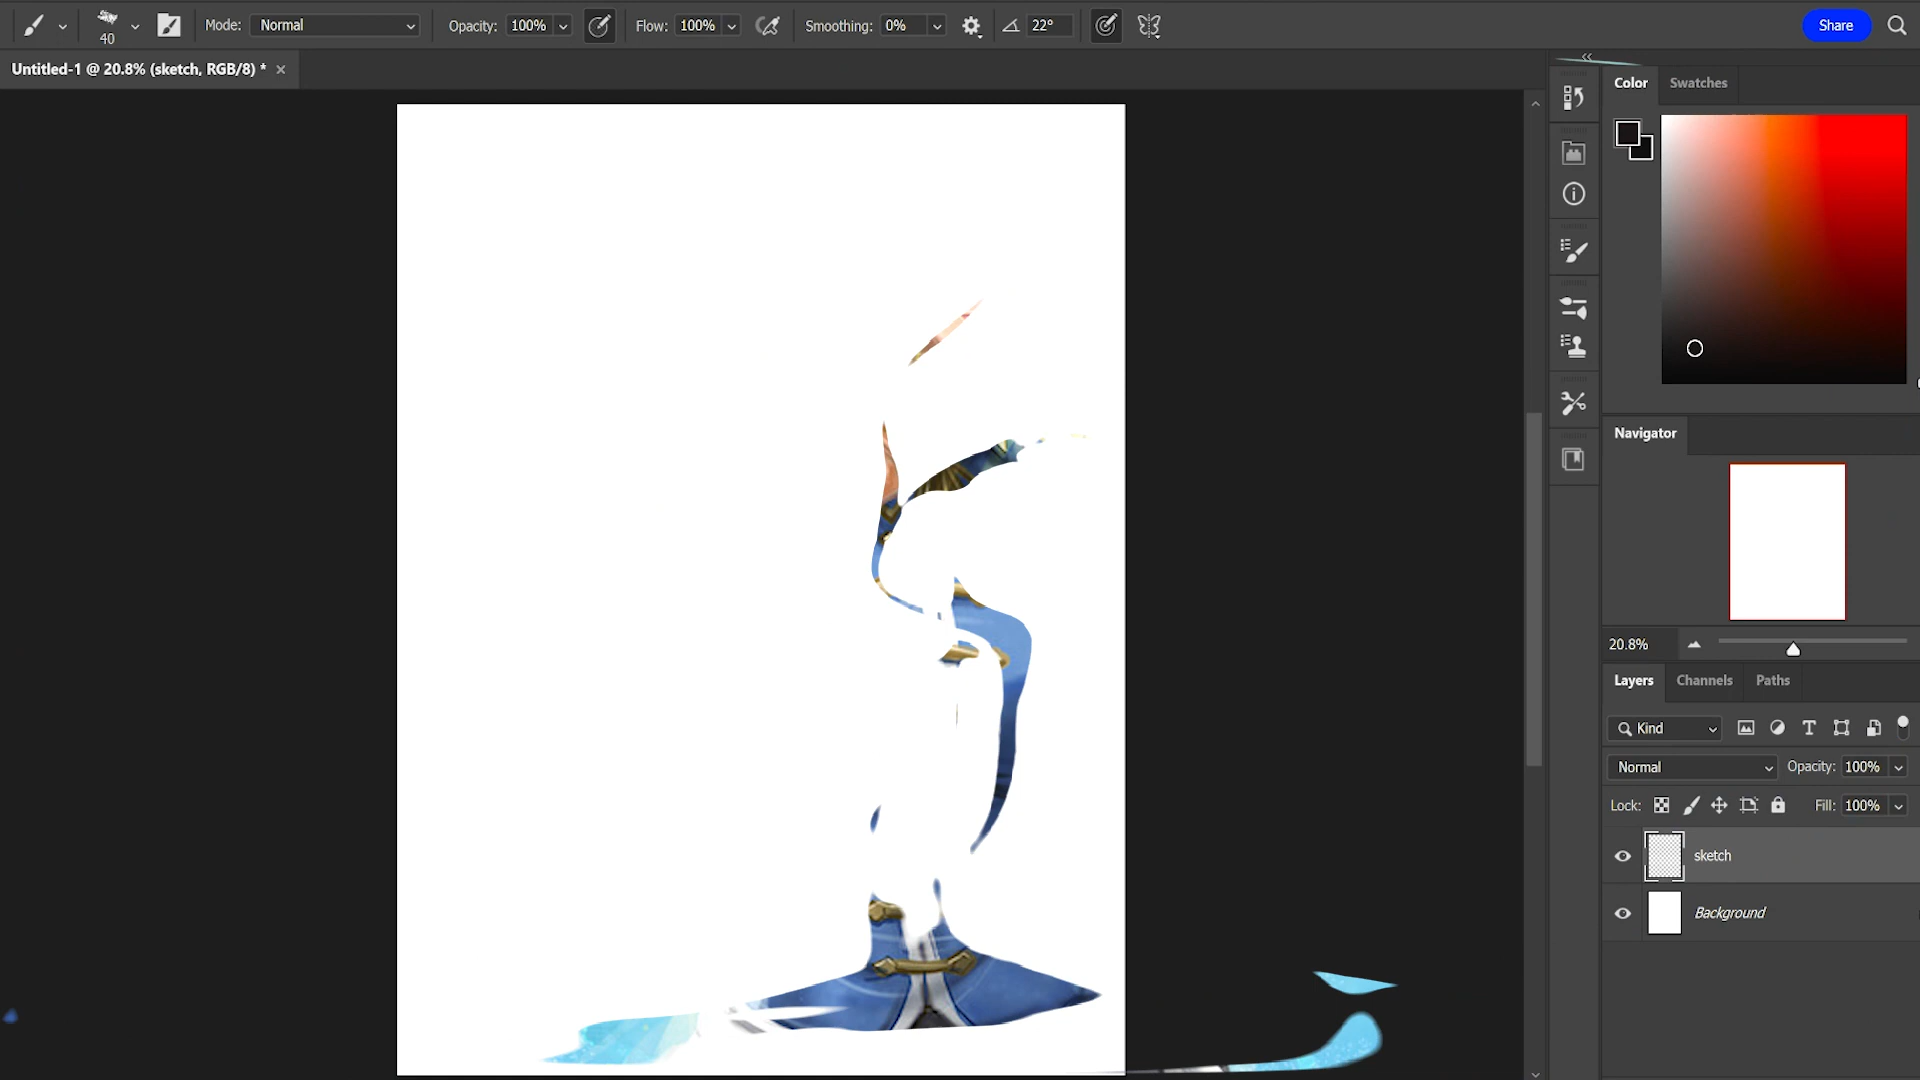 40
Mode: Normal
Opacity: 100%
Flow: 100%
Smoothing: 0%
22°
Share
Untitled-1 @ 20.8% (sketch, RGB/8) *
Color
Swatches
Navigator
20.8%
Layers
Channels
Paths
Kind
Normal
Opacity: 100%
Lock:
Fill: 100%
sketch
Background